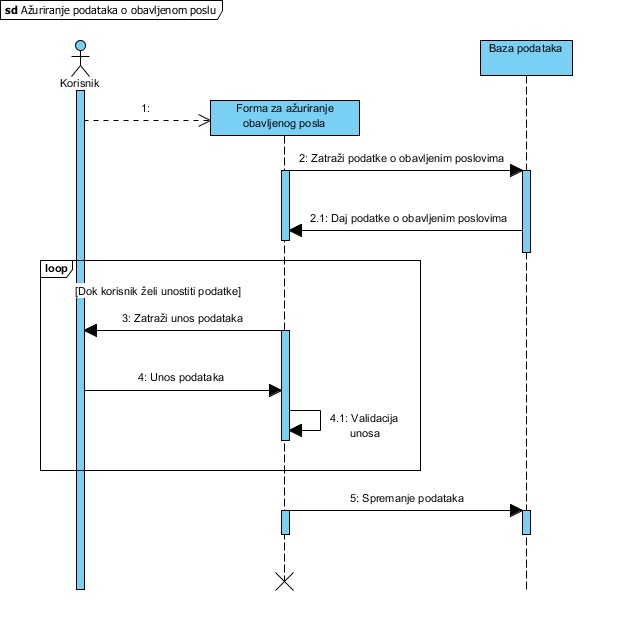 sd Ažuriranje podataka o obavljenom poslu
Baza podataka
Korisnik
1:
Forma za ažuriranje
obavljenog posla
2: Zatraži podatke o obavljenim poslovima
2.1: Daj podatke o obavljenim poslovima
loop
[Dok korisnik želi unostiti podatke]
3: Zatraži unos podataka
4: Unos podataka
4.1: Validacija
unosa
5: Spremanje podataka